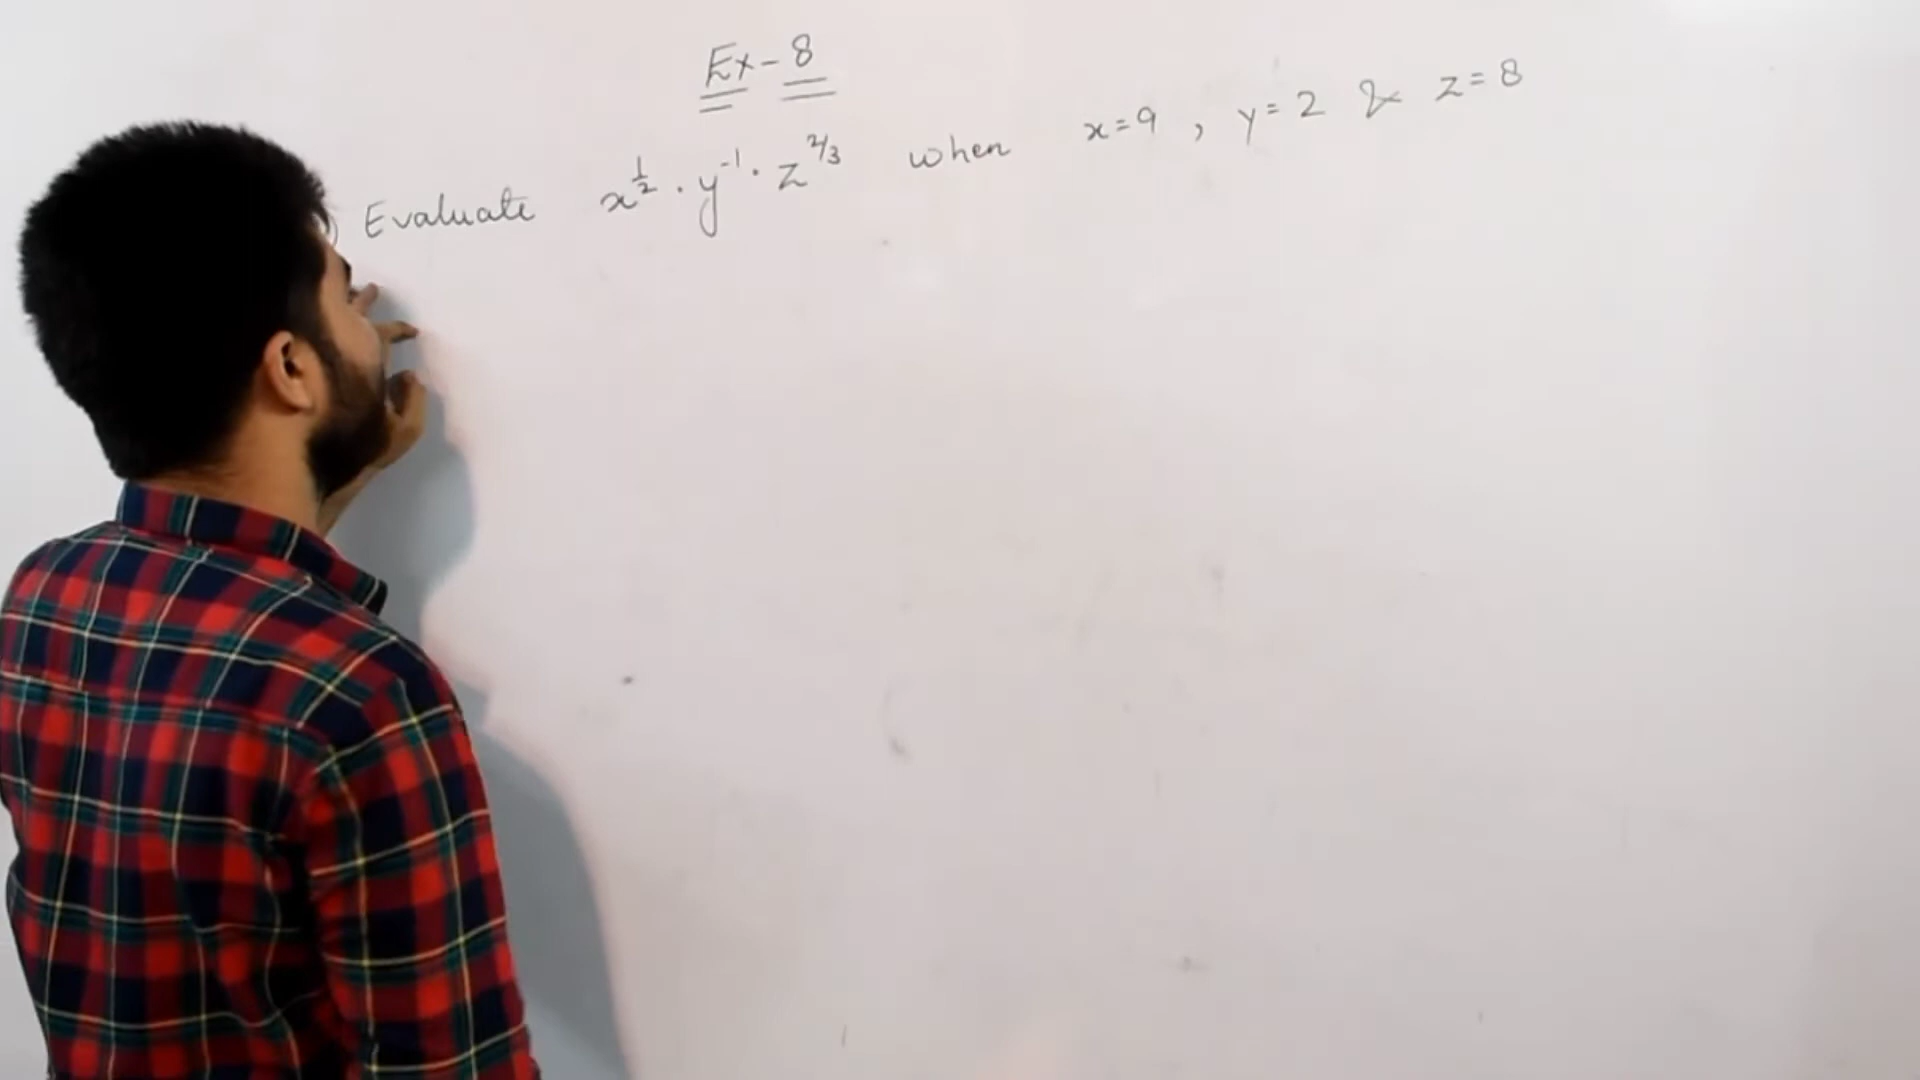 Ex-8
) Evaluate x^{1/2} · y^{-1} · z^{2/3} when x=9 , y=2 & z=8